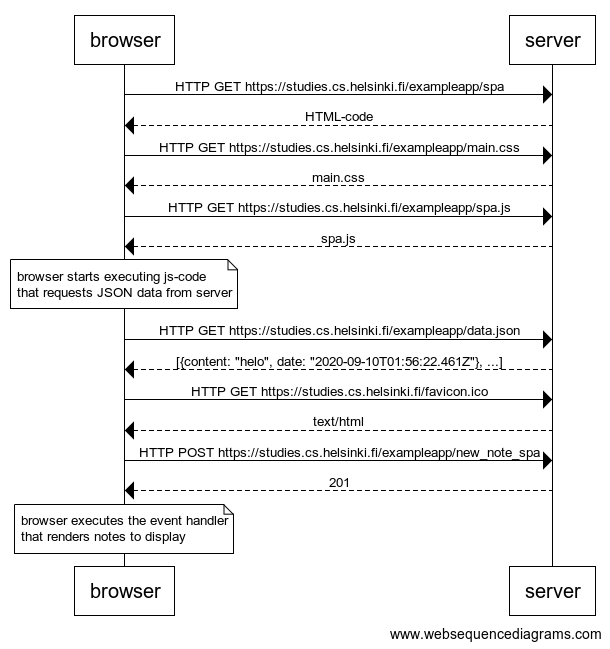 browser
server
HTTP GET https://studies.cs.helsinki.fi/exampleapp/spa
HTML-code
HTTP GET https://studies.cs.helsinki.fi/exampleapp/main.css
main.css
HTTP GET https://studies.cs.helsinki.fi/exampleapp/spa.js
spa.js
browser starts executing js-code
that requests JSON data from server
HTTP GET https://studies.cs.helsinki.fi/exampleapp/data.json
[{content: "helo", date: "2020-09-10T01:56:22.461Z"}, ...]
HTTP GET https://studies.cs.helsinki.fi/favicon.ico
text/html
HTTP POST https://studies.cs.helsinki.fi/exampleapp/new_note_spa
201
browser executes the event handler
that renders notes to display
browser
server
www.websequencediagrams.com